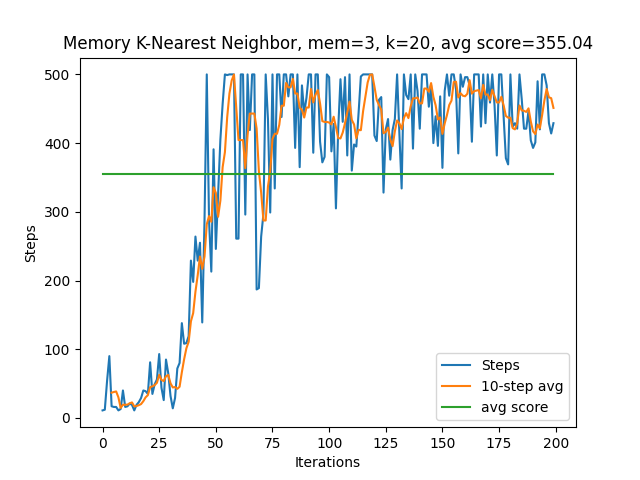 Memory K-Nearest Neighbor, mem=3, k=20, avg score=355.04
500
400
300
200
100
0
Steps
0 25 50 75 100 125 150 175 200
Iterations
Steps
10-step avg
avg score